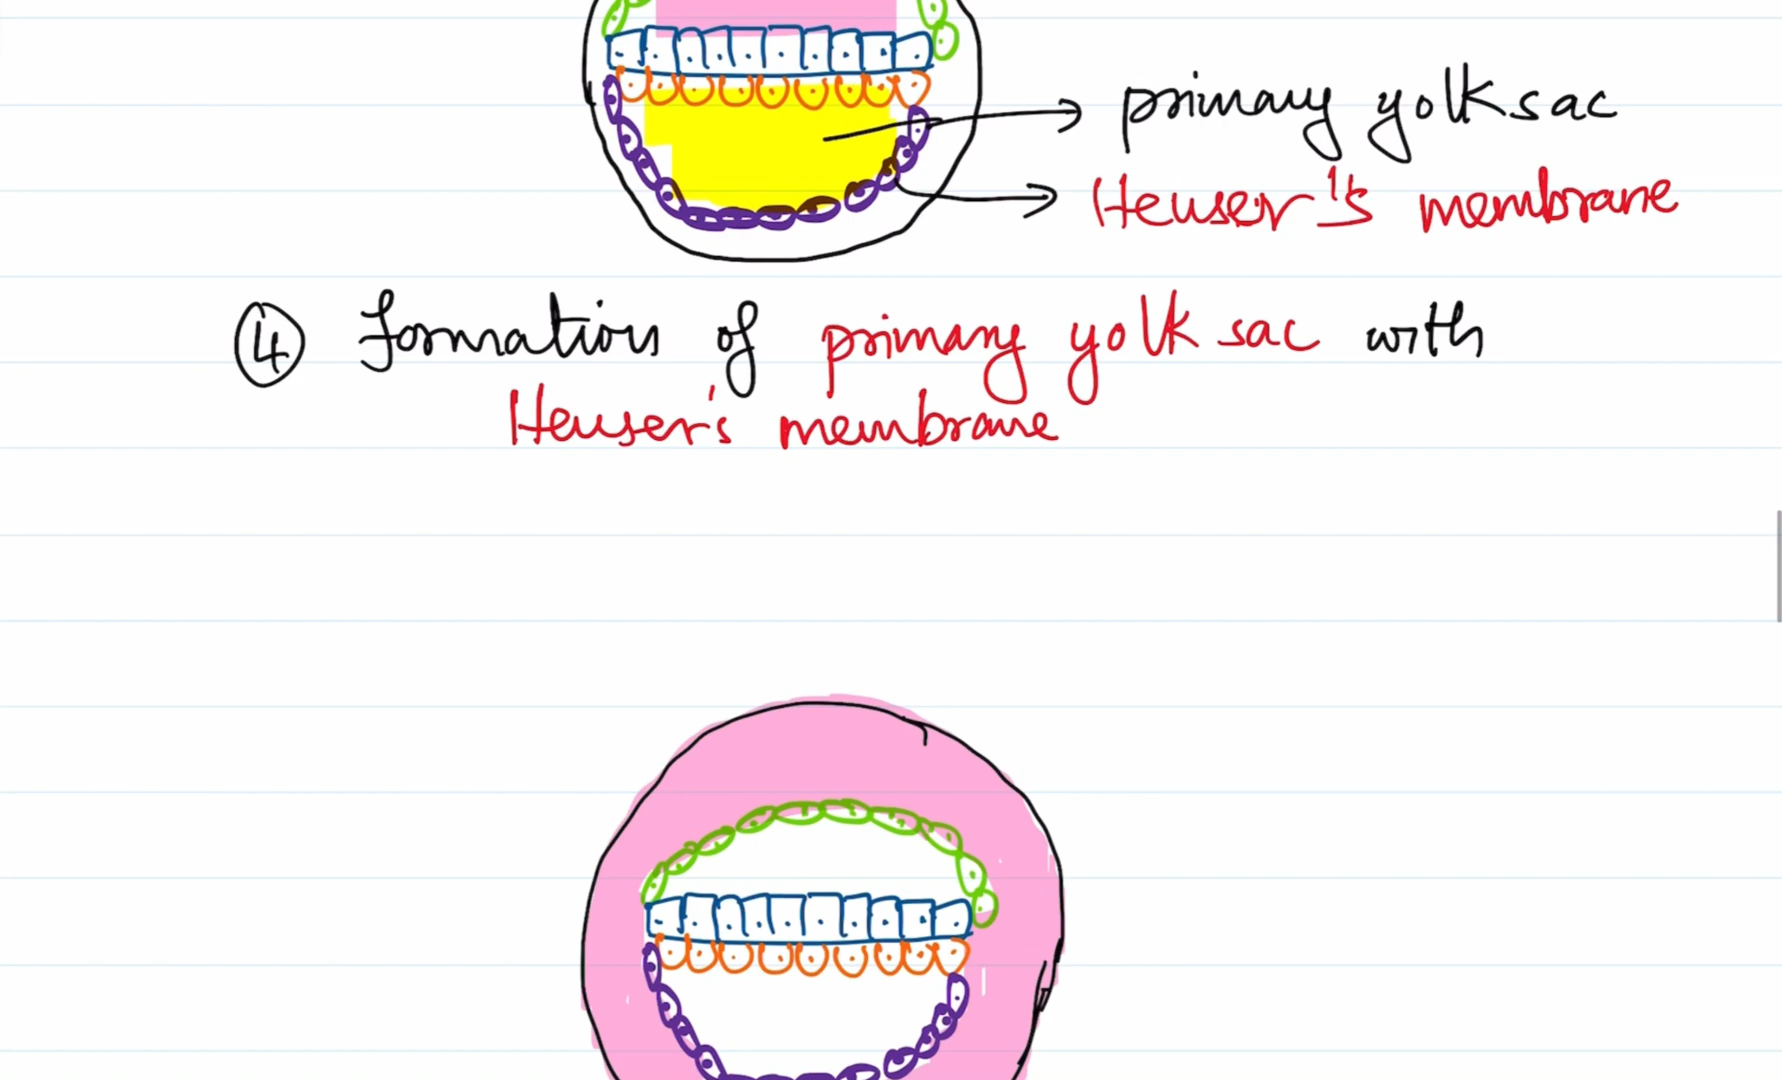 primary yolk sac
Heuser's membrane
④ formation of primary yolk sac with
Heuser's membrane